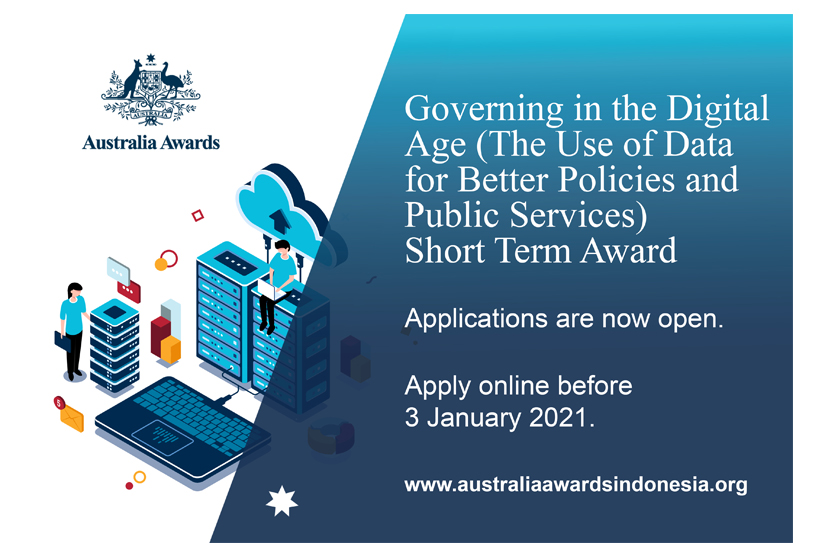 Australia Awards
Governing in the Digital
Age (The Use of Data
for Better Policies and
Public Services)
Short Term Award
Applications are now open.
Apply online before
3 January 2021.
www.australiaawardsindonesia.org